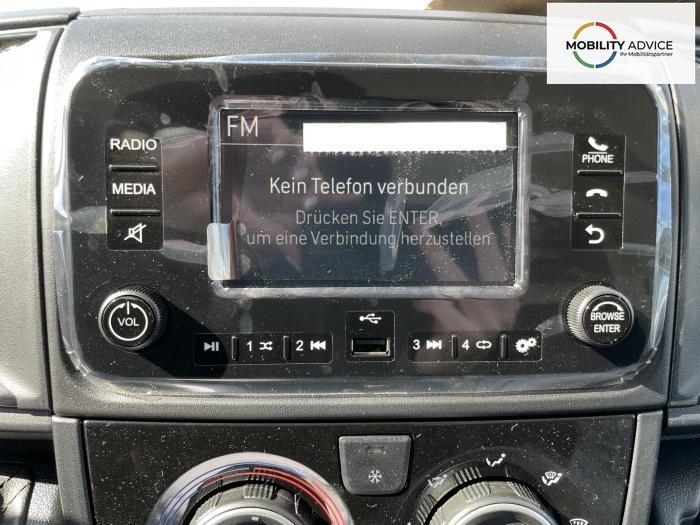 MOBILITY ADVICE
Ihr Mobilitätspartner
FM
RADIO
MEDIA
Kein Telefon verbunden
Drücken Sie ENTER,
um eine Verbindung herzustellen
PHONE
VOL
1
2
3
4
BROWSE
ENTER